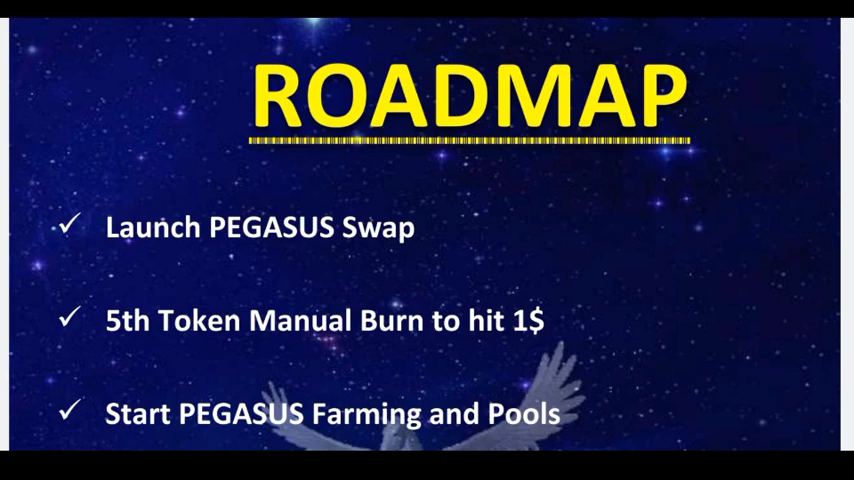 ROADMAP
✓ Launch PEGASUS Swap
✓ 5th Token Manual Burn to hit 1$
✓ Start PEGASUS Farming and Pools